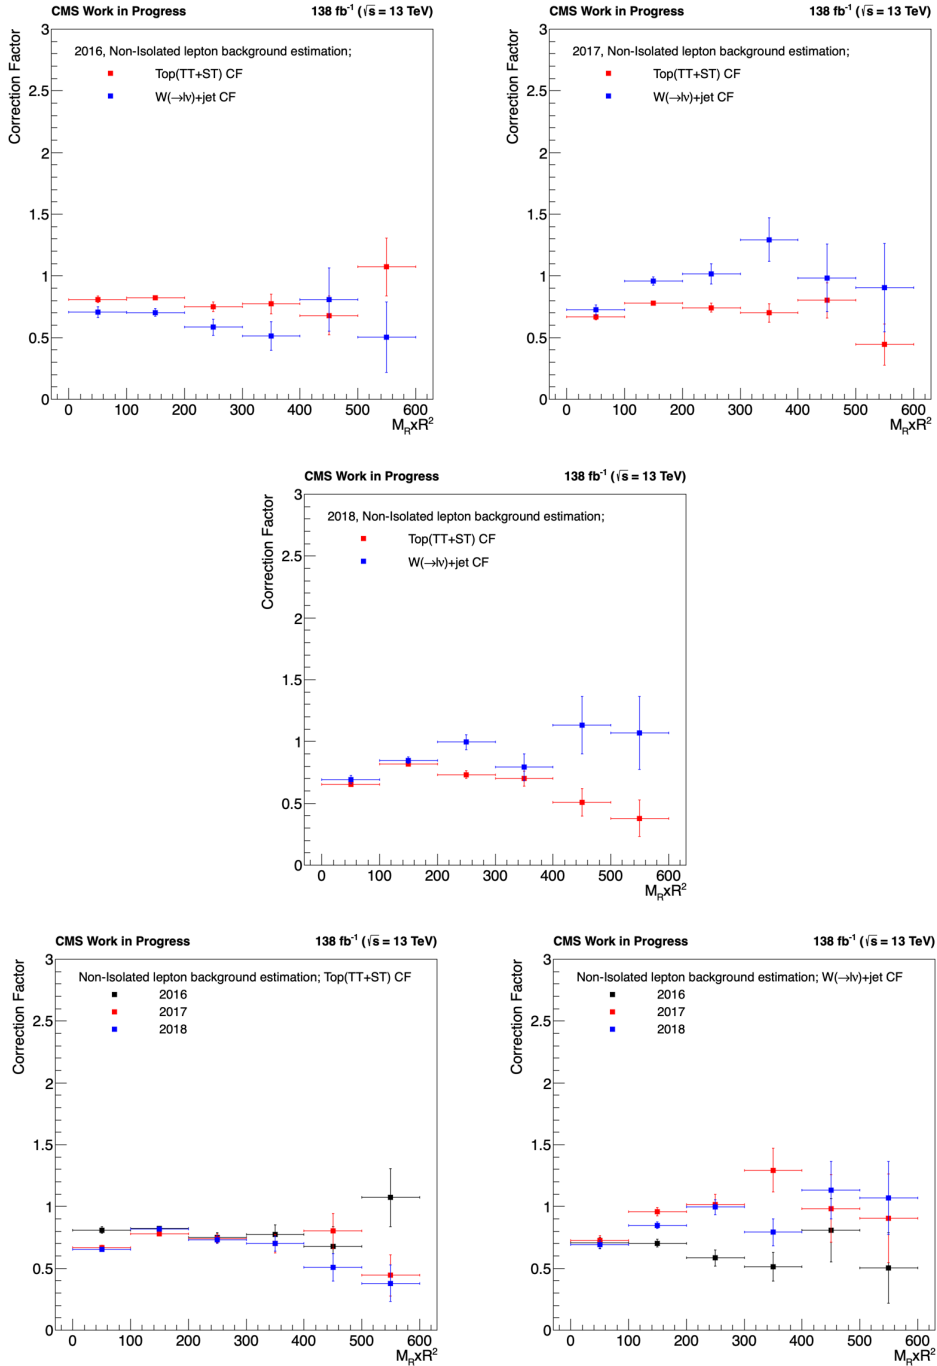 CMS Work in Progress 138 fb⁻¹ (√s = 13 TeV)
Correction Factor
2016, Non-Isolated lepton background estimation;
Top(TT+ST) CF
W(→lν)+jet CF
3
2.5
2
1.5
1
0.5
0
0 100 200 300 400 500 600
M_RxR²
CMS Work in Progress 138 fb⁻¹ (√s = 13 TeV)
Correction Factor
2017, Non-Isolated lepton background estimation;
Top(TT+ST) CF
W(→lν)+jet CF
3
2.5
2
1.5
1
0.5
0
0 100 200 300 400 500 600
M_RxR²
CMS Work in Progress 138 fb⁻¹ (√s = 13 TeV)
Correction Factor
2018, Non-Isolated lepton background estimation;
Top(TT+ST) CF
W(→lν)+jet CF
3
2.5
2
1.5
1
0.5
0
0 100 200 300 400 500 600
M_RxR²
CMS Work in Progress 138 fb⁻¹ (√s = 13 TeV)
Correction Factor
Non-Isolated lepton background estimation; Top(TT+ST) CF
2016
2017
2018
3
2.5
2
1.5
1
0.5
0
0 100 200 300 400 500 600
M_RxR²
CMS Work in Progress 138 fb⁻¹ (√s = 13 TeV)
Correction Factor
Non-Isolated lepton background estimation; W(→lν)+jet CF
2016
2017
2018
3
2.5
2
1.5
1
0.5
0
0 100 200 300 400 500 600
M_RxR²